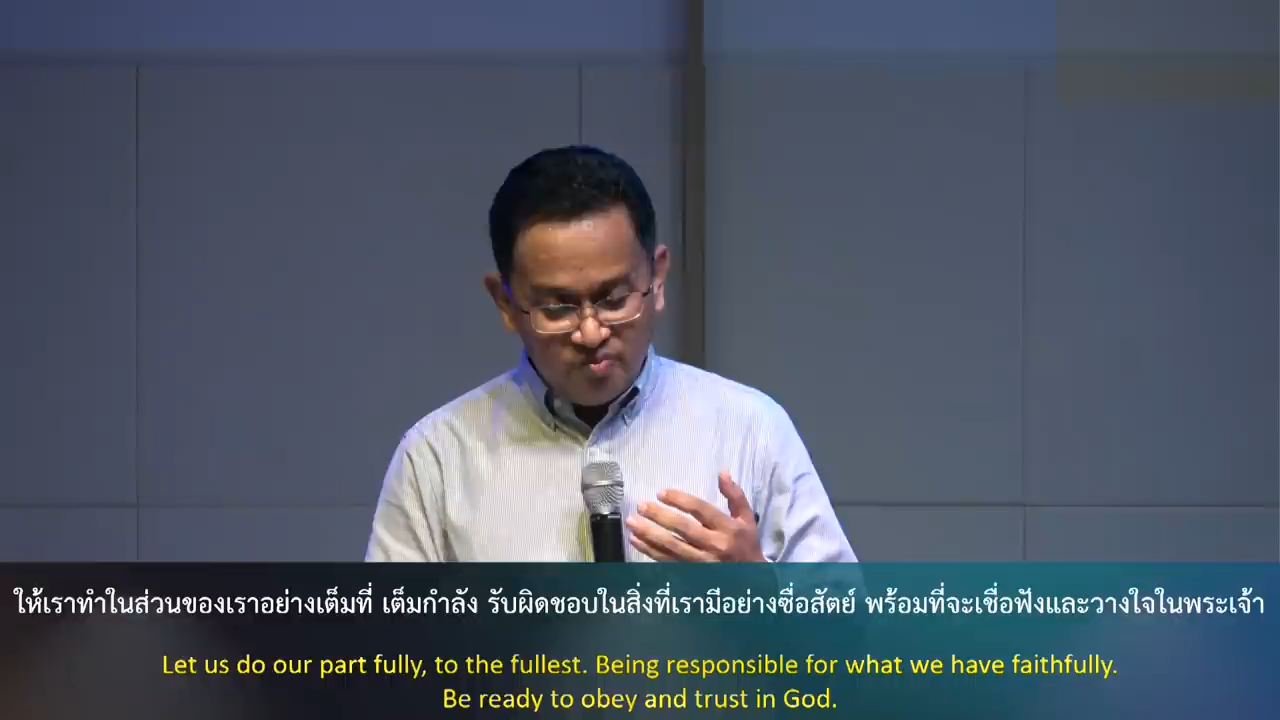 ให้เราทำในส่วนของเราอย่างเต็มที่ เต็มกำลัง รับผิดชอบในสิ่งที่เรามีอย่างซื่อสัตย์ พร้อมที่จะเชื่อฟังและวางใจในพระเจ้า
Let us do our part fully, to the fullest. Being responsible for what we have faithfully.
Be ready to obey and trust in God.